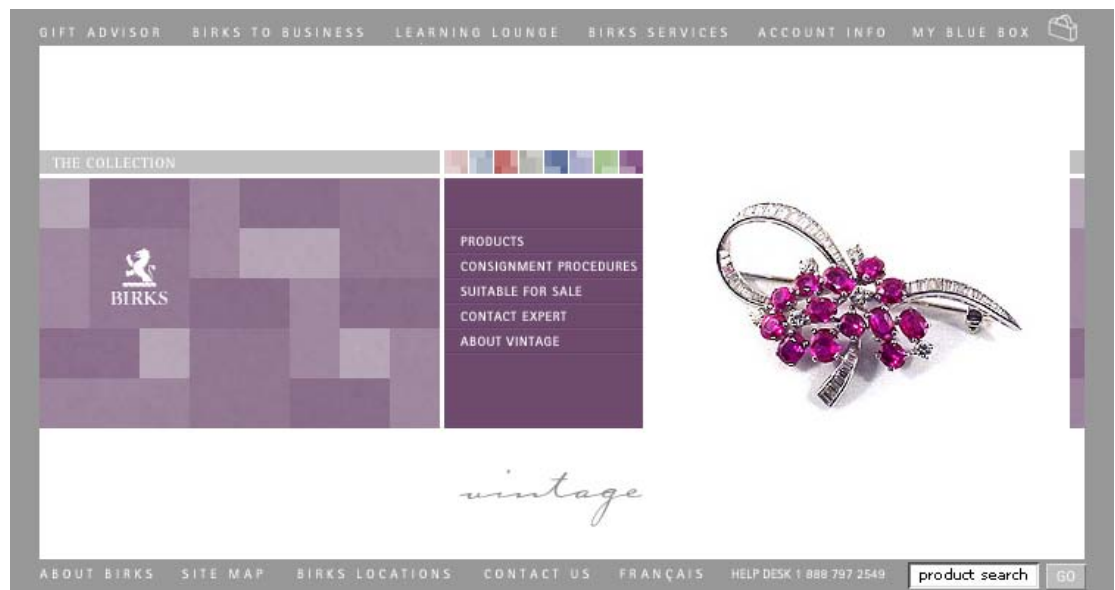 GIFT ADVISOR BIRKS TO BUSINESS LEARNING LOUNGE BIRKS SERVICES ACCOUNT INFO MY BLUE BOX
THE COLLECTION
BIRKS
PRODUCTS
CONSIGNMENT PROCEDURES
SUITABLE FOR SALE
CONTACT EXPERT
ABOUT VINTAGE
vintage
ABOUT BIRKS SITE MAP BIRKS LOCATIONS CONTACT US FRANÇAIS HELP DESK 1 888 797 2549 product search GO